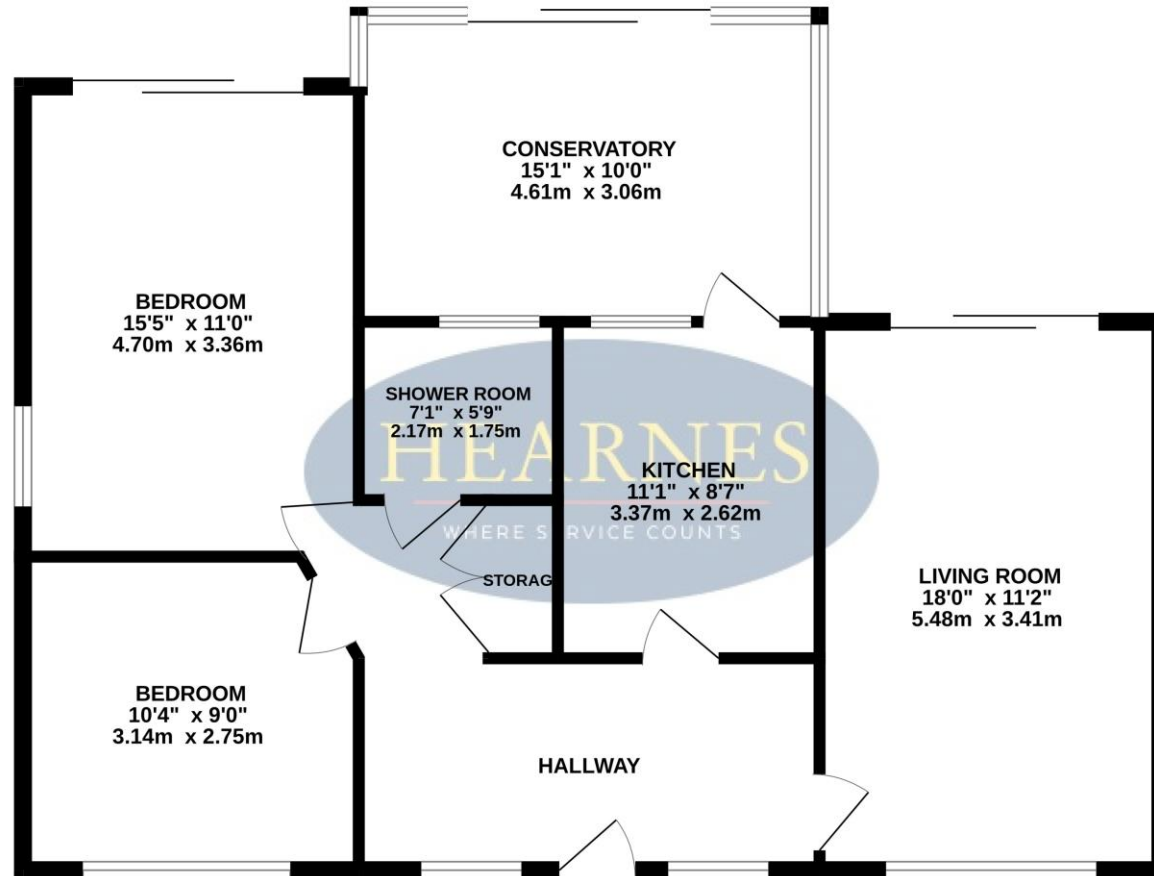 CONSERVATORY
15'1" x 10'0"
4.61m x 3.06m
BEDROOM
15'5" x 11'0"
4.70m x 3.36m
SHOWER ROOM
7'1" x 5'9"
2.17m x 1.75m
HEARNES
WHERE SERVICE COUNTS
KITCHEN
11'1" x 8'7"
3.37m x 2.62m
STORAG
LIVING ROOM
18'0" x 11'2"
5.48m x 3.41m
BEDROOM
10'4" x 9'0"
3.14m x 2.75m
HALLWAY